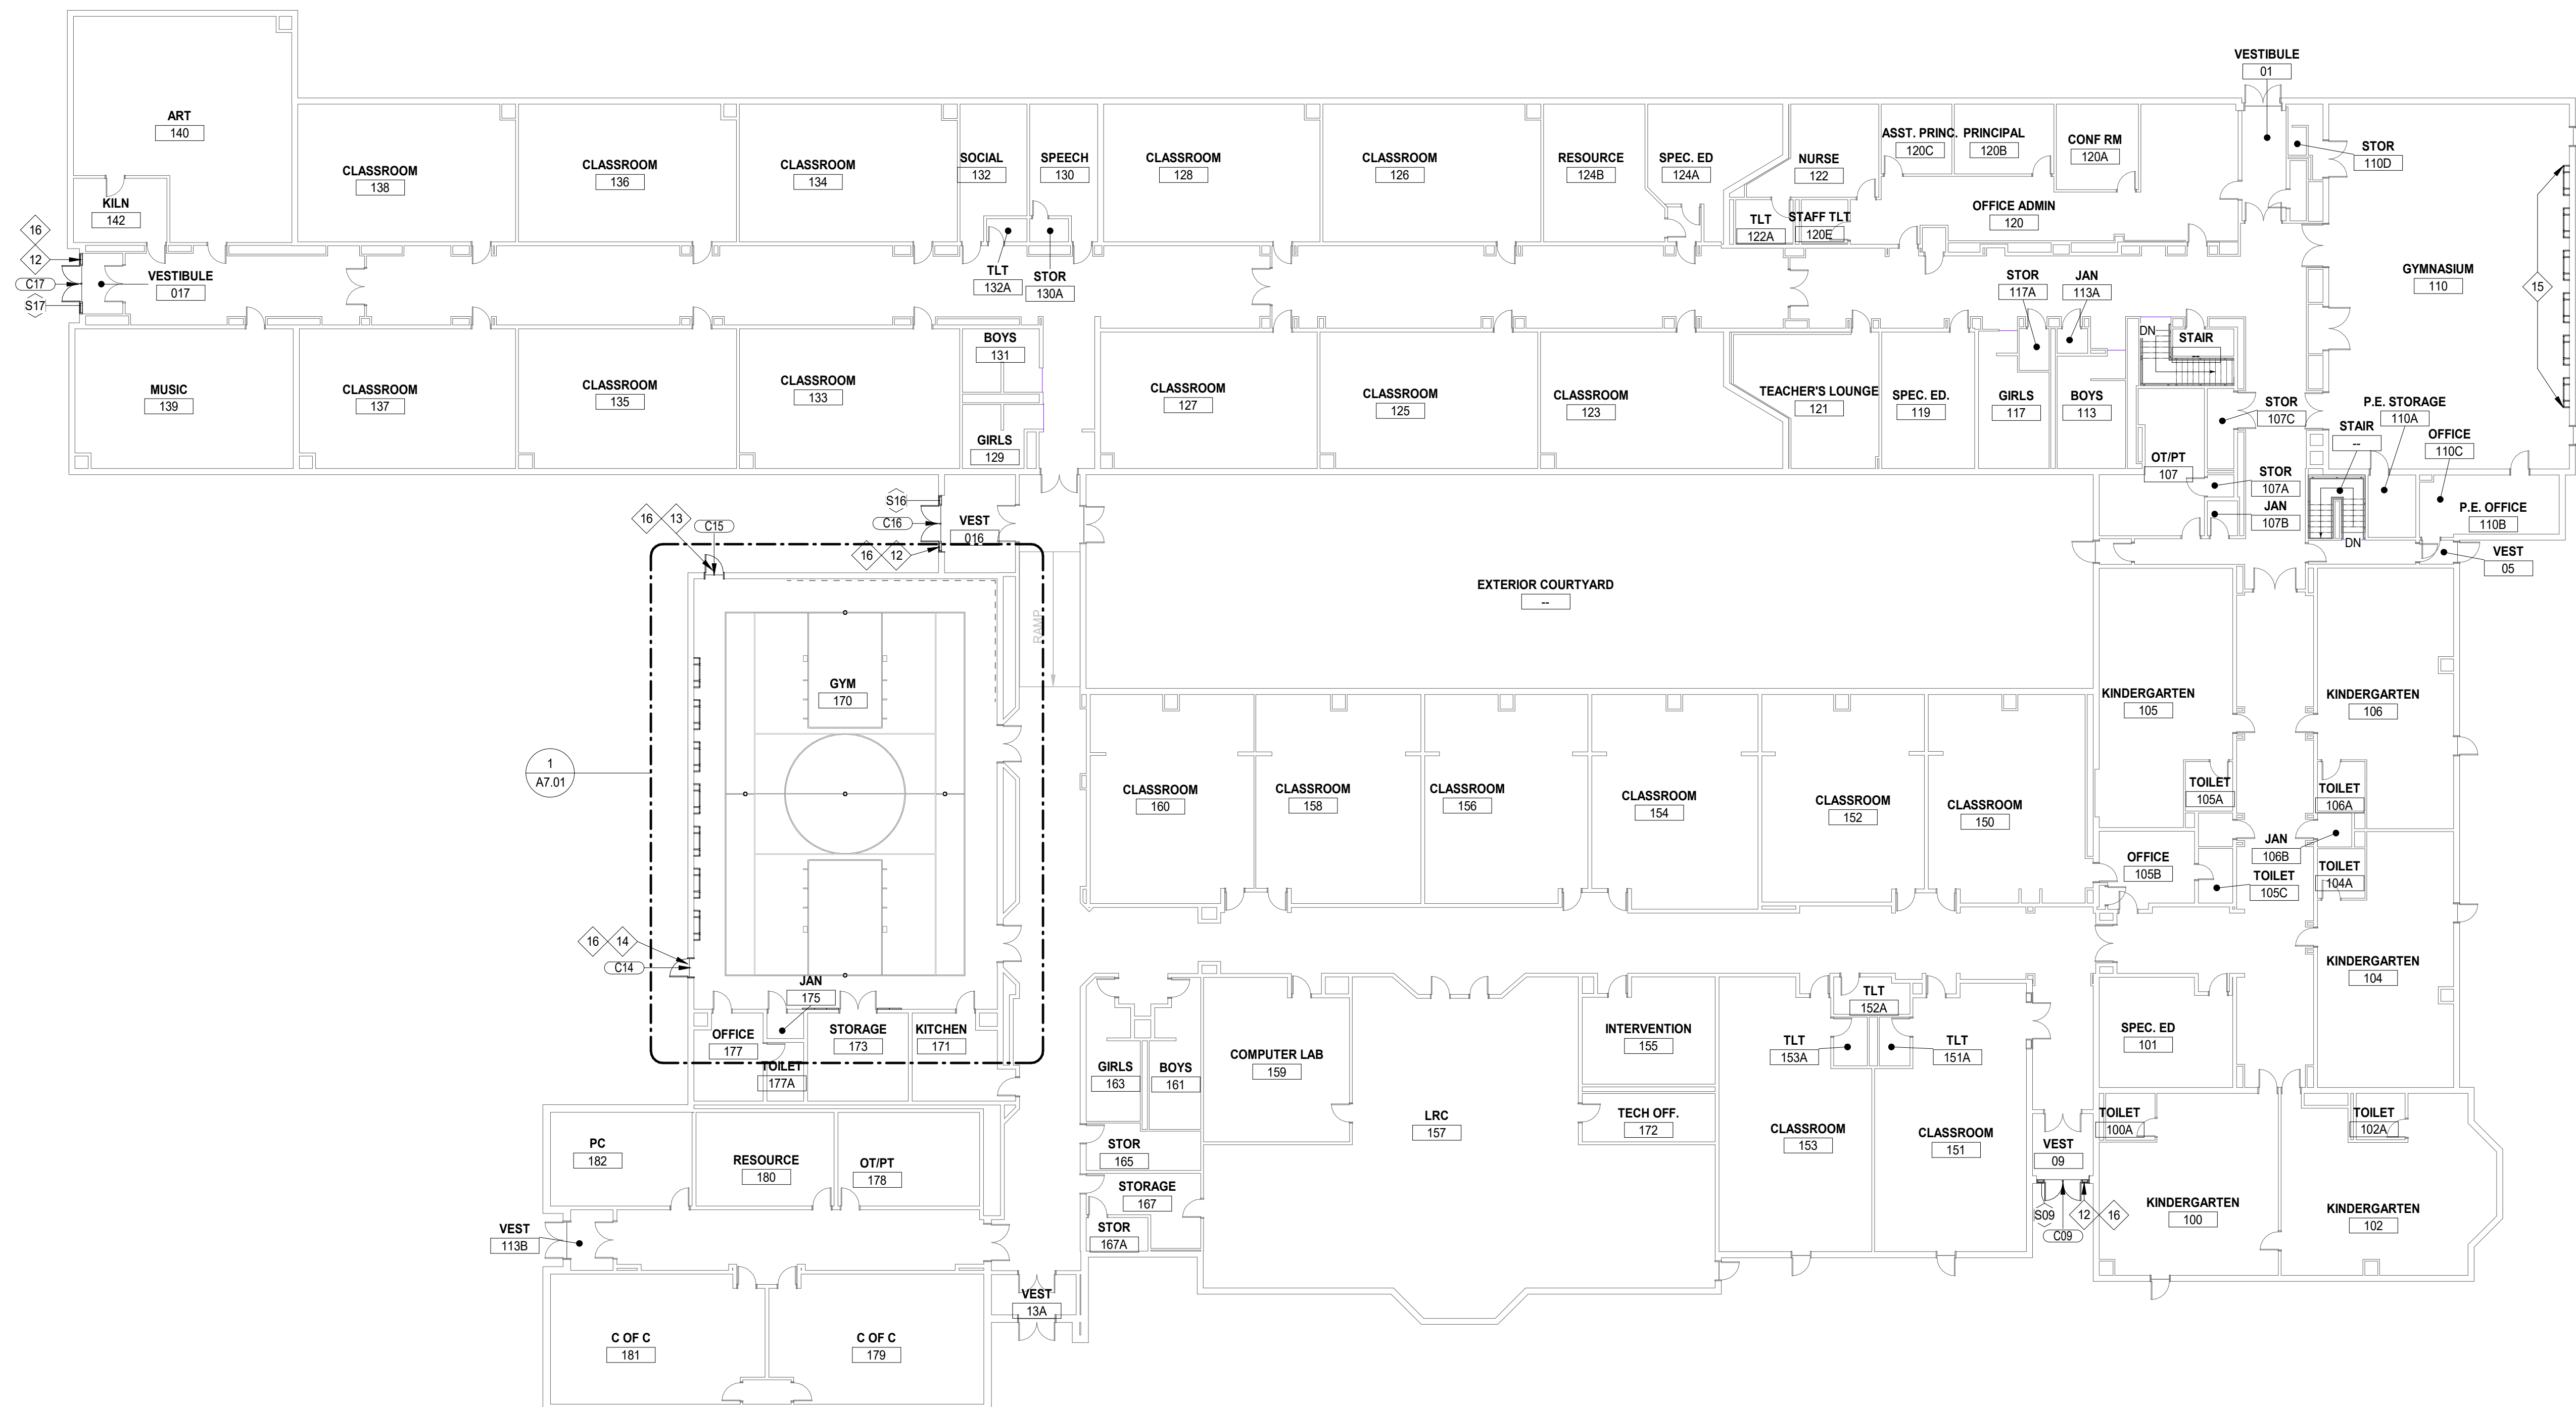 VESTIBULE
01
ART
140
CLASSROOM
138
CLASSROOM
136
CLASSROOM
134
SOCIAL
132
SPEECH
130
CLASSROOM
128
CLASSROOM
126
RESOURCE
124B
SPEC. ED
124A
NURSE
122
ASST. PRINC.
120C
PRINCIPAL
120B
CONF RM
120A
STOR
110D
KILN
142
TLT
122A
STAFF TLT
120E
OFFICE ADMIN
120
16
12
C17
S17
VESTIBULE
017
TLT
132A
STOR
130A
STOR
117A
JAN
113A
GYMNASIUM
110
15
DN
STAIR
--
BOYS
131
MUSIC
139
CLASSROOM
137
CLASSROOM
135
CLASSROOM
133
GIRLS
129
CLASSROOM
127
CLASSROOM
125
CLASSROOM
123
TEACHER'S LOUNGE
121
SPEC. ED.
119
GIRLS
117
BOYS
113
STOR
107C
STAIR
--
P.E. STORAGE
110A
OFFICE
110C
OT/PT
107
STOR
107A
JAN
107B
P.E. OFFICE
110B
DN
VEST
05
S16
C16
VEST
016
16
12
16
13
C15
EXTERIOR COURTYARD
--
RAMP
GYM
170
1
A7.01
KINDERGARTEN
105
KINDERGARTEN
106
CLASSROOM
160
CLASSROOM
158
CLASSROOM
156
CLASSROOM
154
CLASSROOM
152
CLASSROOM
150
TOILET
105A
TOILET
106A
JAN
106B
OFFICE
105B
TOILET
105C
TOILET
104A
16
14
C14
KINDERGARTEN
104
JAN
175
OFFICE
177
STORAGE
173
KITCHEN
171
TOILET
177A
GIRLS
163
BOYS
161
COMPUTER LAB
159
INTERVENTION
155
TLT
152A
TLT
153A
TLT
151A
SPEC. ED
101
LRC
157
TECH OFF.
172
CLASSROOM
153
CLASSROOM
151
TOILET
100A
TOILET
102A
VEST
09
PC
182
RESOURCE
180
OT/PT
178
STOR
165
STORAGE
167
STOR
167A
S09
C09
12
16
KINDERGARTEN
100
KINDERGARTEN
102
VEST
113B
VEST
13A
C OF C
181
C OF C
179